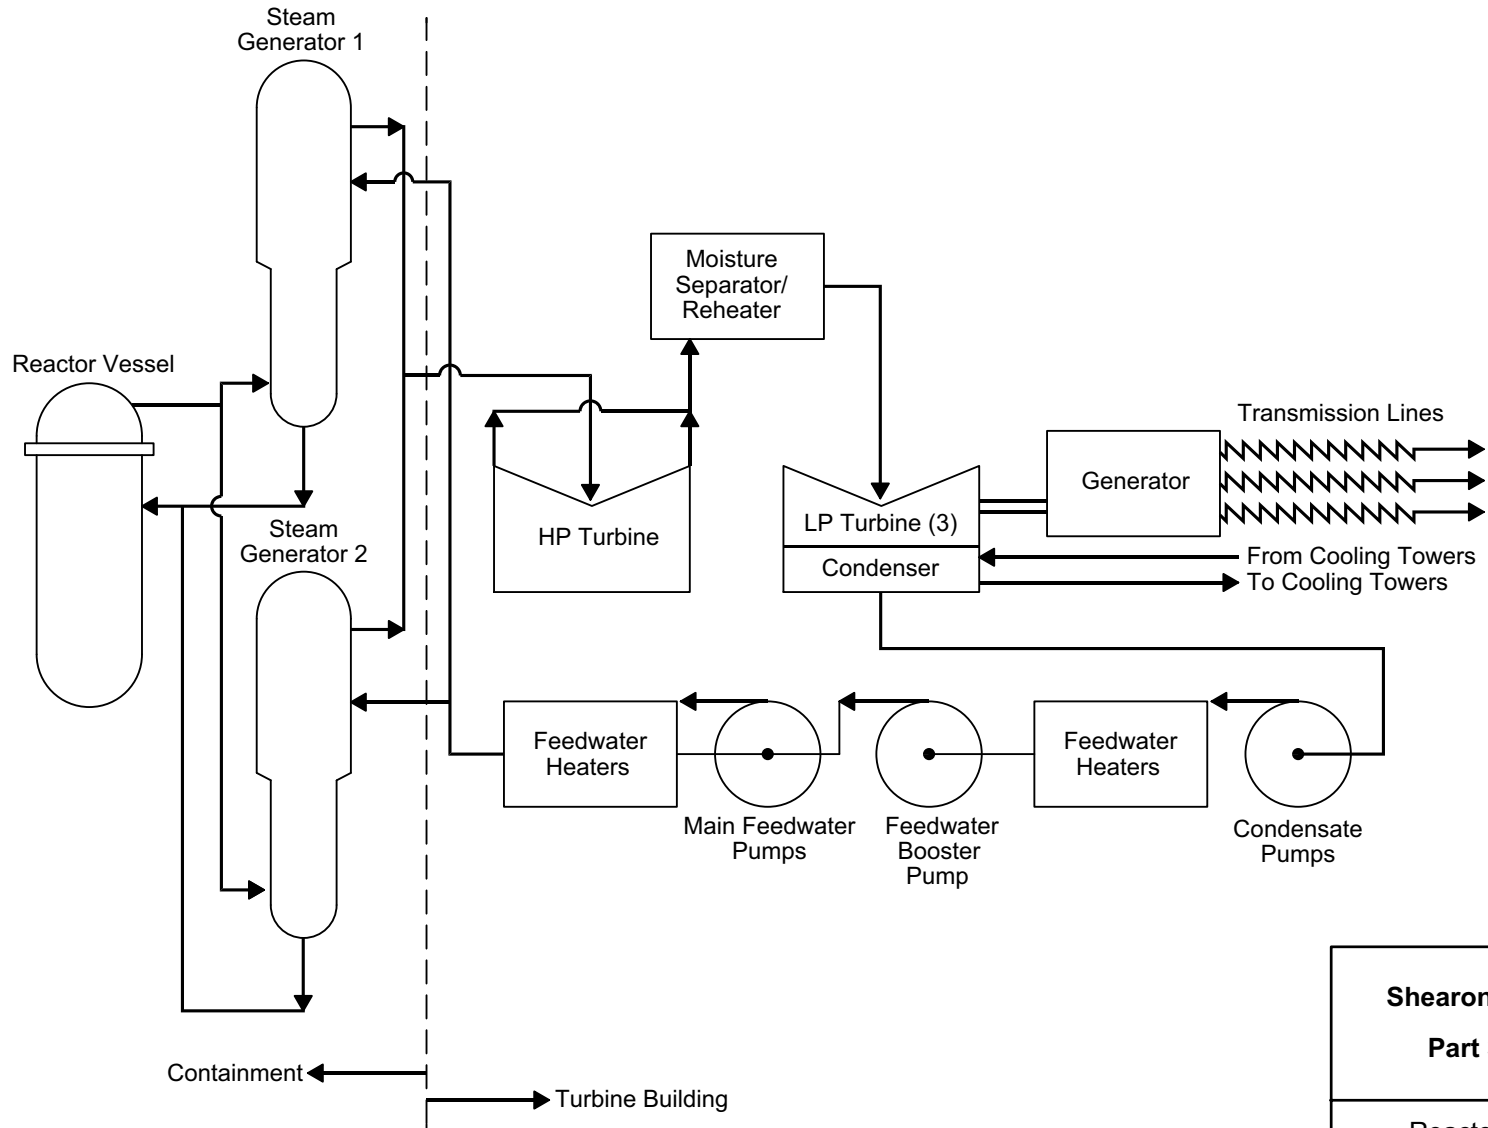 Steam
Generator 1
Moisture
Separator/
Reheater
Reactor Vessel
Transmission Lines
Generator
HP Turbine
LP Turbine (3)
Condenser
From Cooling Towers
To Cooling Towers
Steam
Generator 2
Feedwater
Heaters
Main Feedwater
Pumps
Feedwater
Booster
Pump
Feedwater
Heaters
Condensate
Pumps
Shearon
Part
Containment
Turbine Building